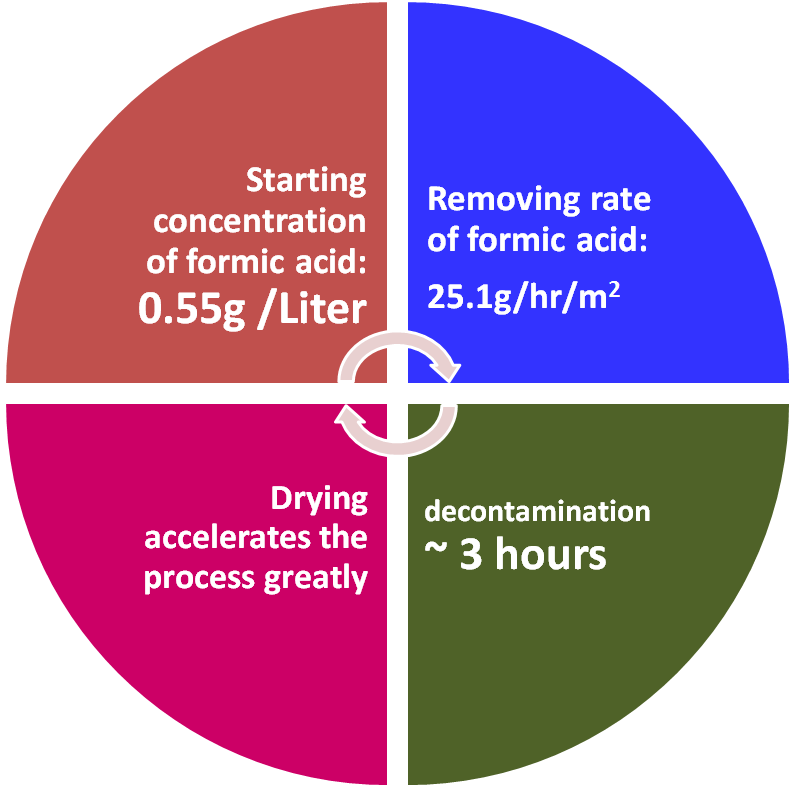 Starting
concentration
of formic acid:
0.55g /Liter
Removing rate
of formic acid:
25.1g/hr/m²
Drying
accelerates the
process greatly
decontamination
~ 3 hours